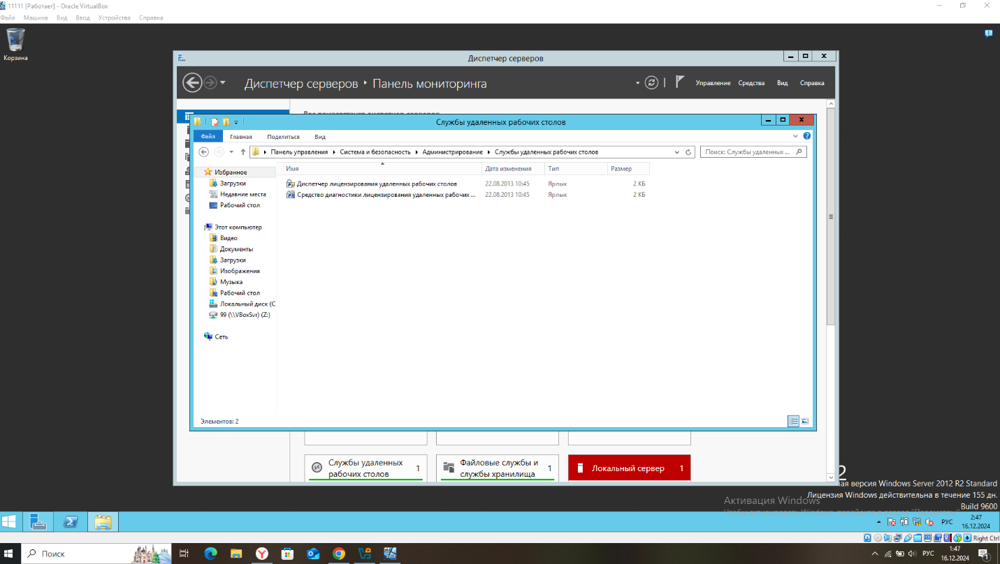 11111 [Работает] - Oracle VirtualBox
Файл Машина Вид Ввод Устройства Справка
Корзина
Диспетчер серверов
Диспетчер серверов ‣ Панель мониторинга
Управление Средства Вид Справка
Службы удаленных рабочих столов
Файл Главная Поделиться Вид
Панель управления Система и безопасность Администрирование Службы удаленных рабочих столов
Поиск: Службы удаленных ...
Имя Дата изменения Тип Размер
Диспетчер лицензирования удаленных рабочих столов 22.08.2013 10:45 Ярлык 2 КБ
Средство диагностики лицензирования удаленных рабочих ... 22.08.2013 10:45 Ярлык 2 КБ
Избранное
Загрузки
Недавние места
Рабочий стол
Этот компьютер
Видео
Документы
Загрузки
Изображения
Музыка
Рабочий стол
Локальный диск (C
99 (\\VBoxSvr) (Z:)
Сеть
Элементов: 2
Службы удаленных
рабочих столов
1
Файловые службы и
службы хранилища
1
Локальный сервер 1
2
ая версия Windows Server 2012 R2 Standard
Лицензия Windows действительна в течение 155 дн.
Build 9600
Активация Windows
РУС
2:47
16.12.2024
Right Ctrl
Поиск
РУС
1:47
16.12.2024
1